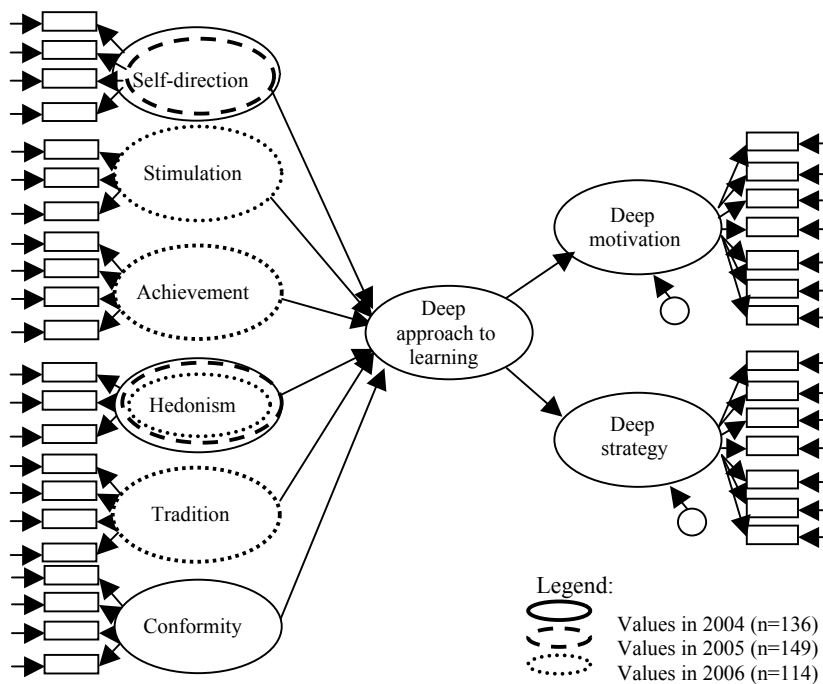 Self-direction
Stimulation
Achievement
Hedonism
Tradition
Conformity
Deep
approach to
learning
Deep
motivation
Deep
strategy
Legend:
Values in 2004 (n=136)
Values in 2005 (n=149)
Values in 2006 (n=114)